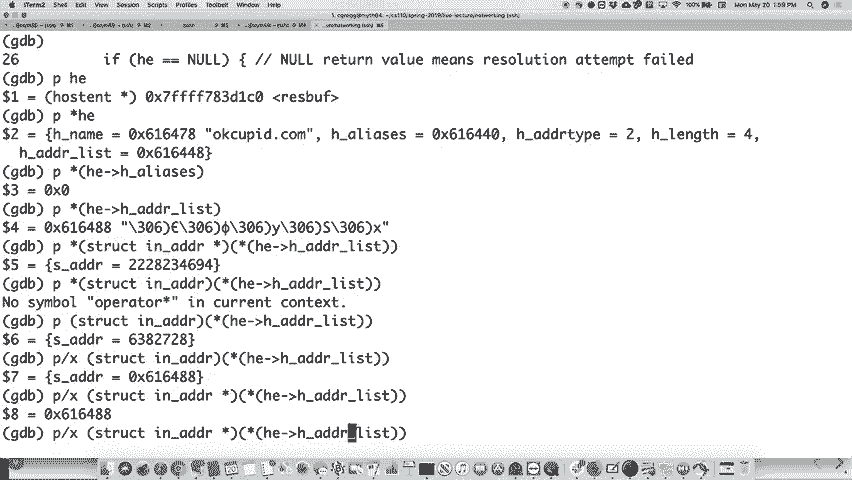 iTerm2 Shell Edit View Session Scripts Profiles Toolbelt Window Help 100% Mon May 20 1:59 PM
(gdb)
26 if (he == NULL) { // NULL return value means resolution attempt failed
(gdb) p he
$1 = (hostent *) 0x7ffff783d1c0 <resbuf>
(gdb) p *he
$2 = {h_name = 0x616478 "okcupid.com", h_aliases = 0x616440, h_addrtype = 2, h_length = 4,
h_addr_list = 0x616448}
(gdb) p *(he->h_aliases)
$3 = 0x0
(gdb) p *(he->h_addr_list)
$4 = 0x616488 "\306)Є\306)ф\306)y\306)S\306)x"
(gdb) p *(struct in_addr *)(*(he->h_addr_list))
$5 = {s_addr = 2228234694}
(gdb) p *(struct in_addr)(*(he->h_addr_list))
No symbol "operator*" in current context.
(gdb) p (struct in_addr)(*(he->h_addr_list))
$6 = {s_addr = 6382728}
(gdb) p/x (struct in_addr)(*(he->h_addr_list))
$7 = {s_addr = 0x616488}
(gdb) p/x (struct in_addr *)(*(he->h_addr_list))
$8 = 0x616488
(gdb) p/x (struct in_addr *)(*(he->h_addr_list))